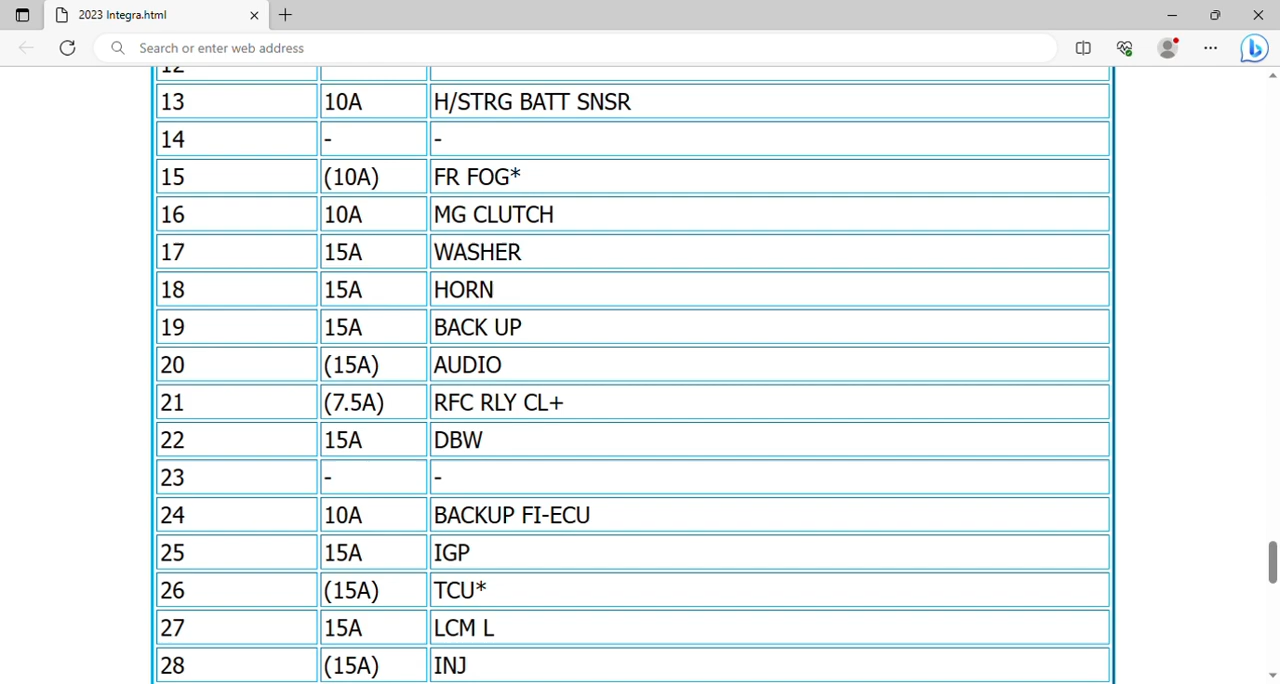 2023 Integra.html
Search or enter web address
12
13 10A H/STRG BATT SNSR
14 - -
15 (10A) FR FOG*
16 10A MG CLUTCH
17 15A WASHER
18 15A HORN
19 15A BACK UP
20 (15A) AUDIO
21 (7.5A) RFC RLY CL+
22 15A DBW
23 - -
24 10A BACKUP FI-ECU
25 15A IGP
26 (15A) TCU*
27 15A LCM L
28 (15A) INJ